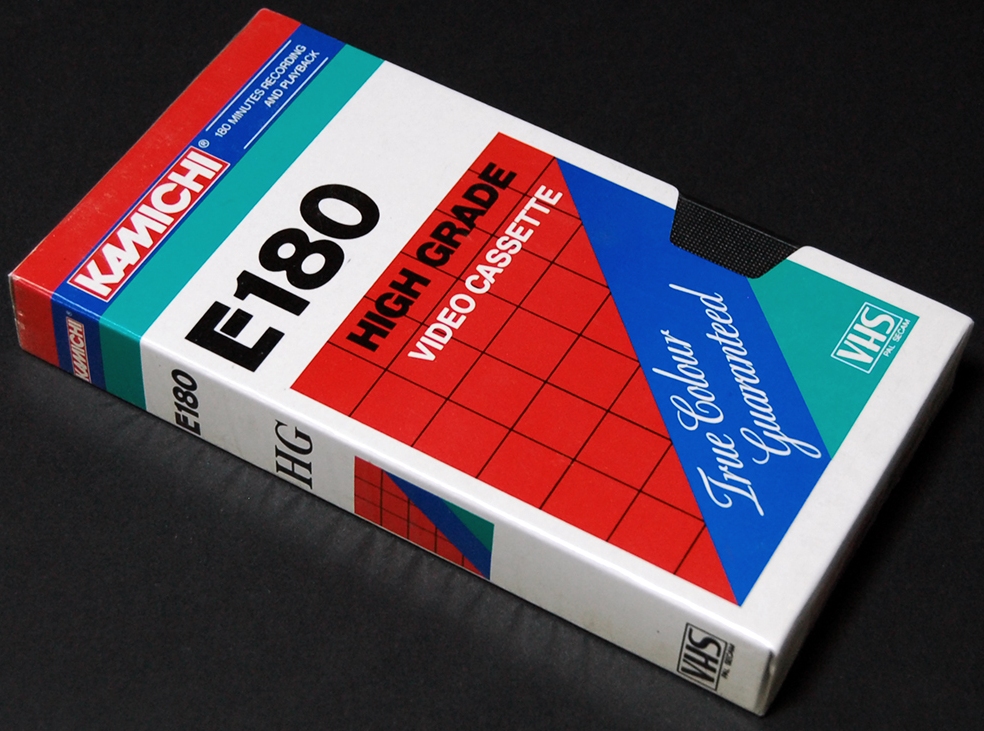 KAMICHI®
180 MINUTES RECORDING
AND PLAYBACK
E180
HIGH GRADE
VIDEO CASSETTE
True Colour
Guaranteed
VHS
PAL SECAM
KAMICHI®
E180
HG
VHS
PAL SECAM